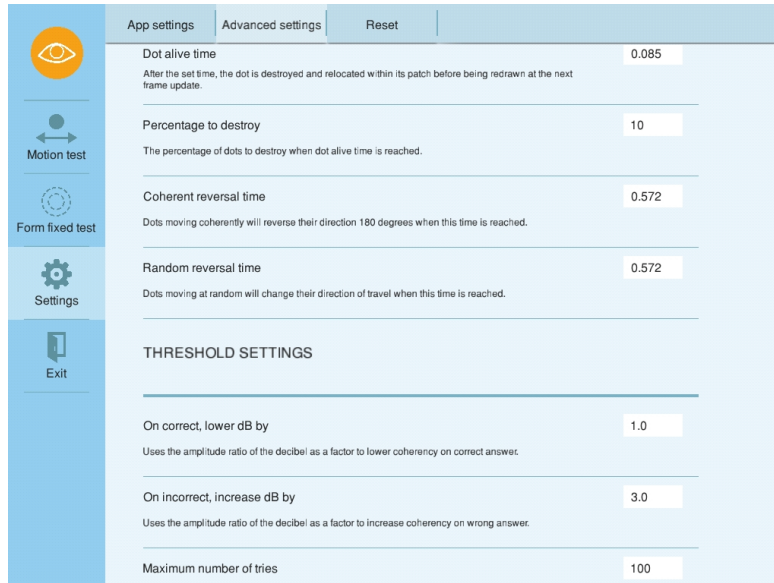 App settings
Advanced settings
Reset
Motion test
Form fixed test
Settings
Exit
Dot alive time
0.085
After the set time, the dot is destroyed and relocated within its patch before being redrawn at the next
frame update.
Percentage to destroy
10
The percentage of dots to destroy when dot alive time is reached.
Coherent reversal time
0.572
Dots moving coherently will reverse their direction 180 degrees when this time is reached.
Random reversal time
0.572
Dots moving at random will change their direction of travel when this time is reached.
THRESHOLD SETTINGS
On correct, lower dB by
1.0
Uses the amplitude ratio of the decibel as a factor to lower coherency on correct answer.
On incorrect, increase dB by
3.0
Uses the amplitude ratio of the decibel as a factor to increase coherency on wrong answer.
Maximum number of tries
100